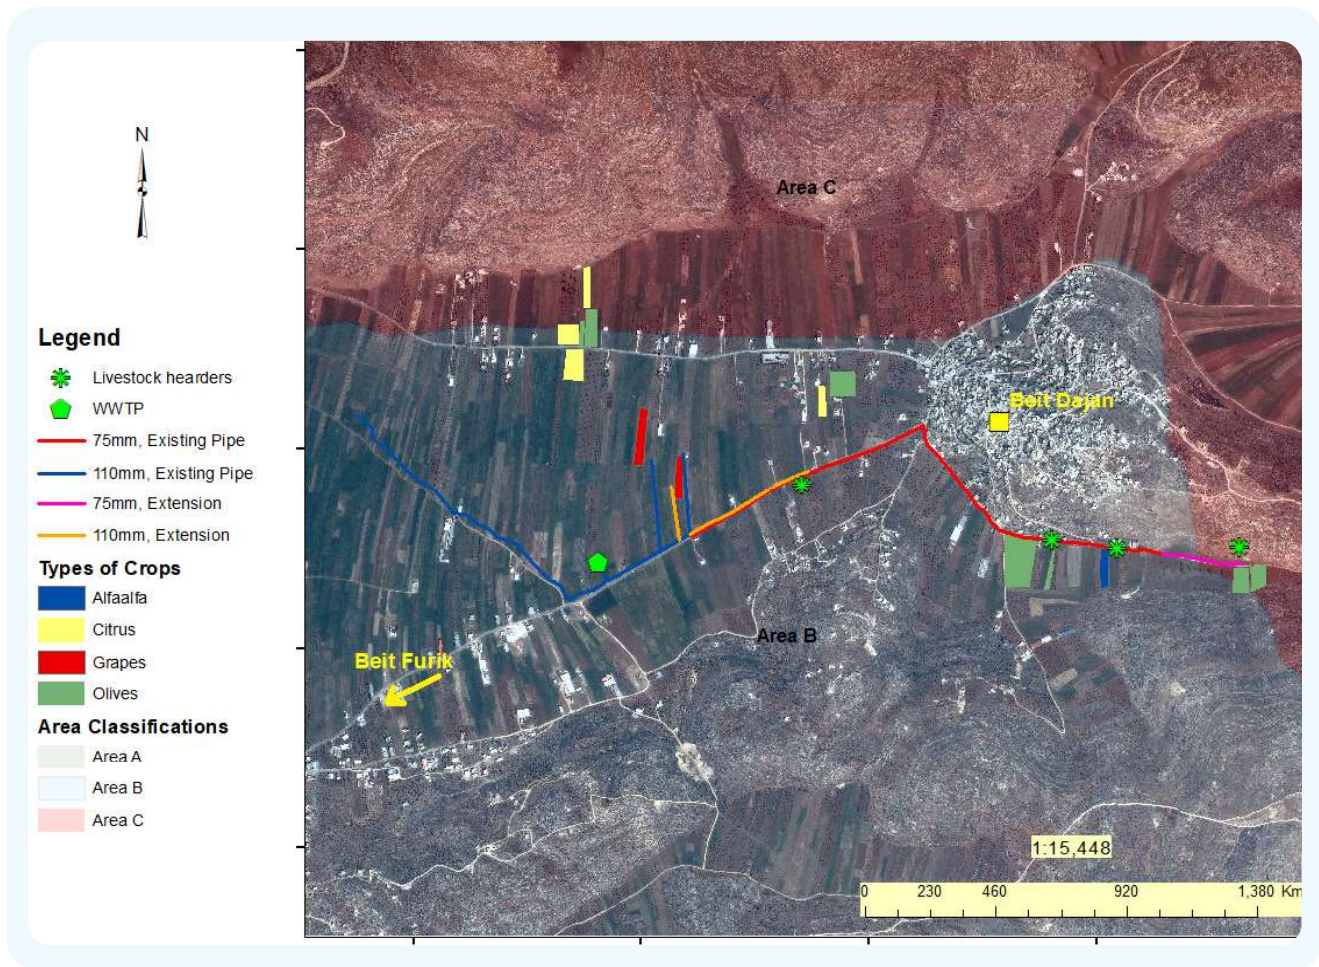 N
Legend
Livestock hearders
WWTP
75mm, Existing Pipe
110mm, Existing Pipe
75mm, Extension
110mm, Extension
Types of Crops
Alfaalfa
Citrus
Grapes
Olives
Area Classifications
Area A
Area B
Area C
Area C
Beit Dajan
Area B
Beit Furik
1:15,448
0 230 460 920 1,380 Km